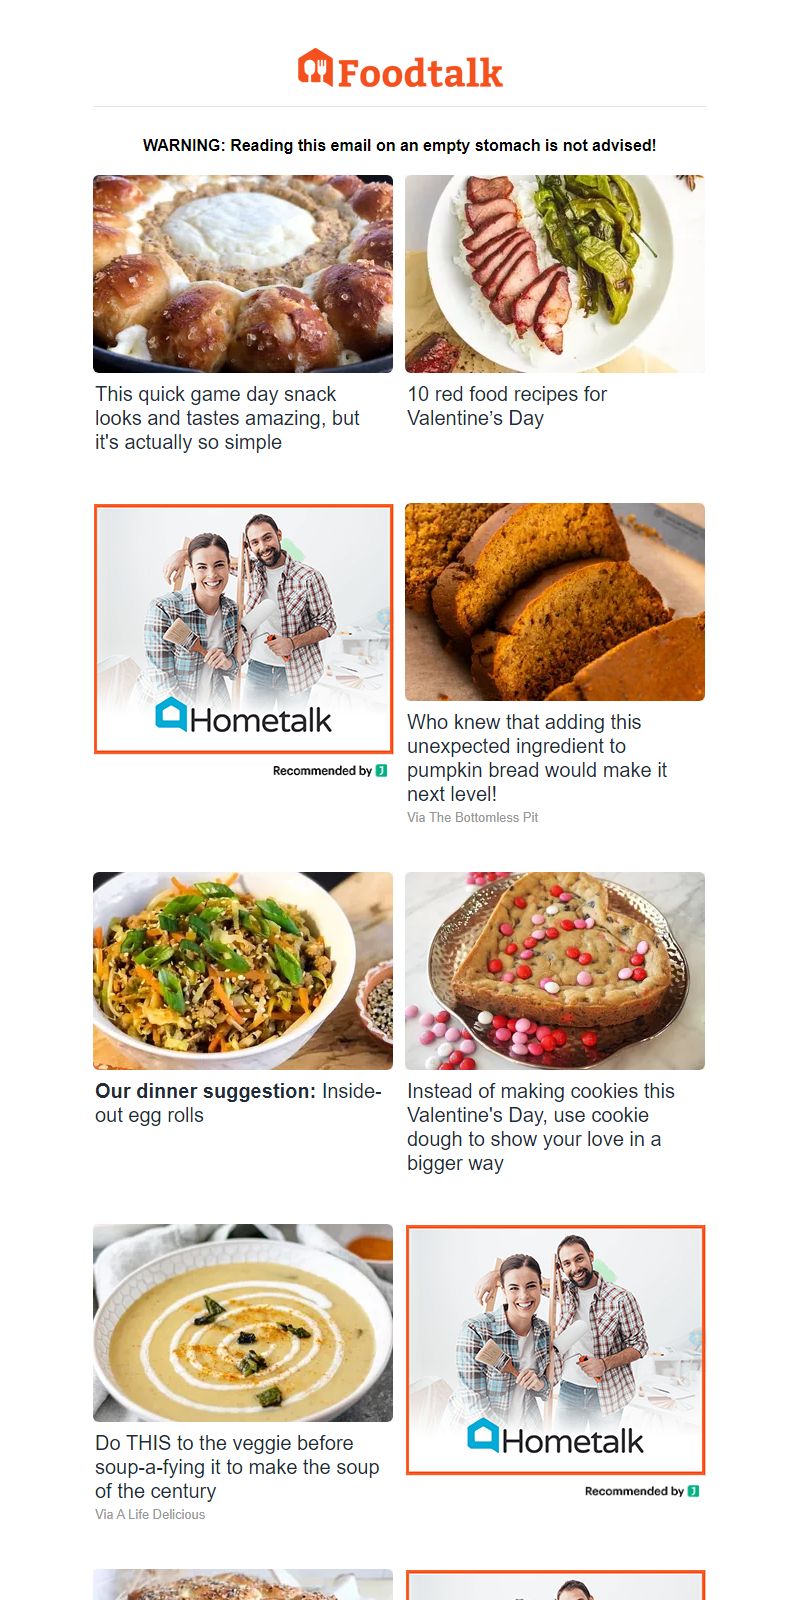 Foodtalk
WARNING: Reading this email on an empty stomach is not advised!
This quick game day snack
looks and tastes amazing, but
it's actually so simple
10 red food recipes for
Valentine’s Day
Hometalk
Recommended by
Who knew that adding this
unexpected ingredient to
pumpkin bread would make it
next level!
Via The Bottomless Pit
Our dinner suggestion: Inside-
out egg rolls
Instead of making cookies this
Valentine's Day, use cookie
dough to show your love in a
bigger way
Do THIS to the veggie before
soup-a-fying it to make the soup
of the century
Via A Life Delicious
Hometalk
Recommended by